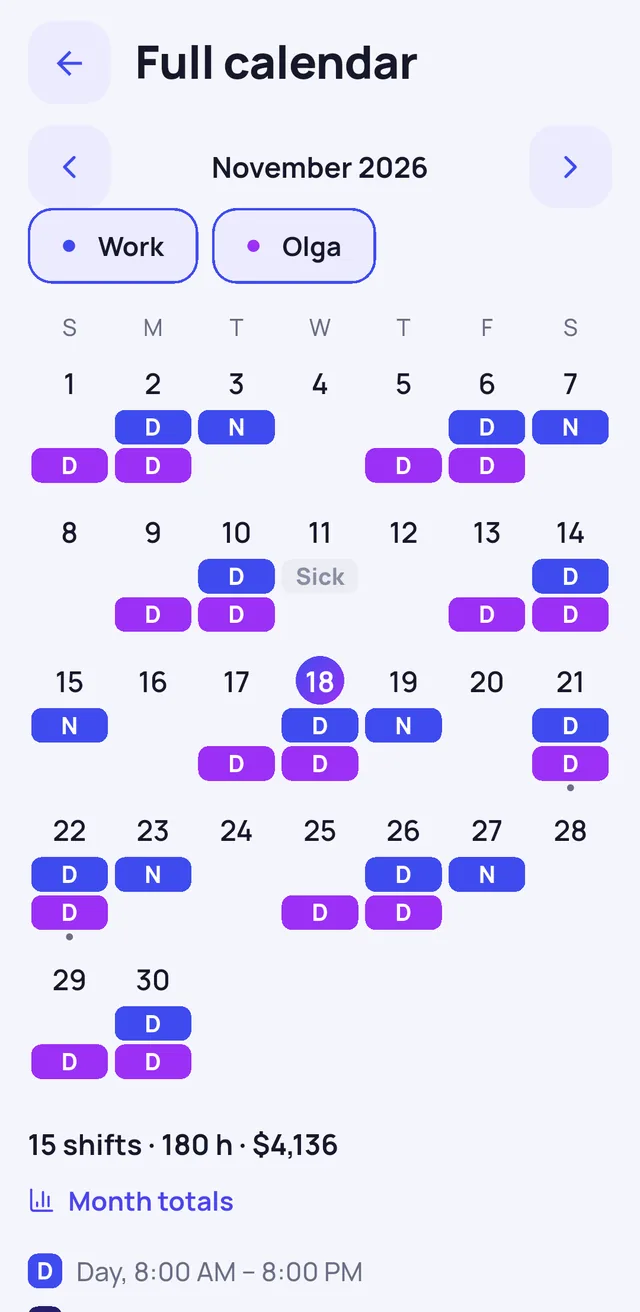 Full calendar
November 2026
Work Olga
S M T W T F S
1 2 3 4 5 6 7
D N D N
D D D D
8 9 10 11 12 13 14
D Sick D
D D D D
15 16 17 18 19 20 21
N D N D
D D D
22 23 24 25 26 27 28
D N D N
D D D
29 30
D
D D
15 shifts · 180 h · $4,136
Month totals
D Day, 8:00 AM – 8:00 PM